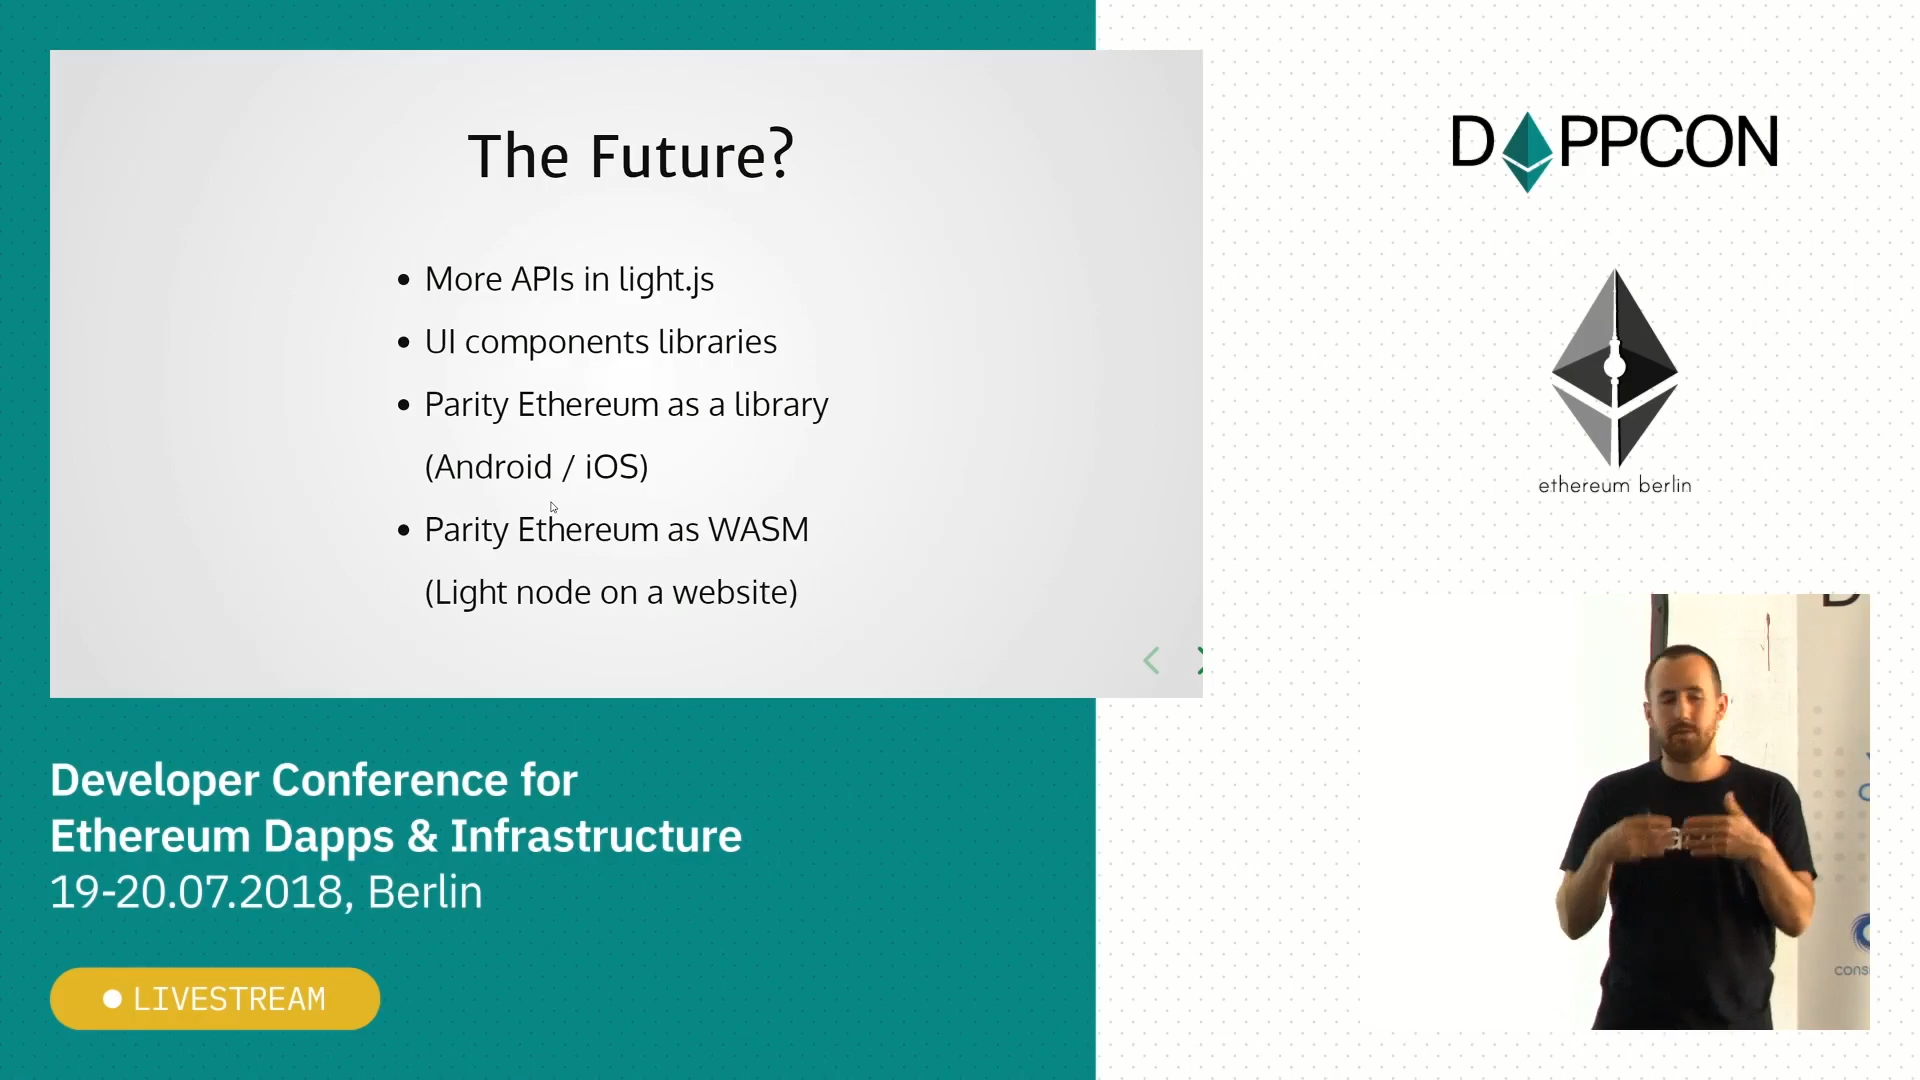 The Future?
More APIs in light.js
UI components libraries
Parity Ethereum as a library
(Android / iOS)
Parity Ethereum as WASM
(Light node on a website)
DAPPCON
ethereum berlin
Developer Conference for
Ethereum Dapps & Infrastructure
19-20.07.2018, Berlin
LIVESTREAM
cons